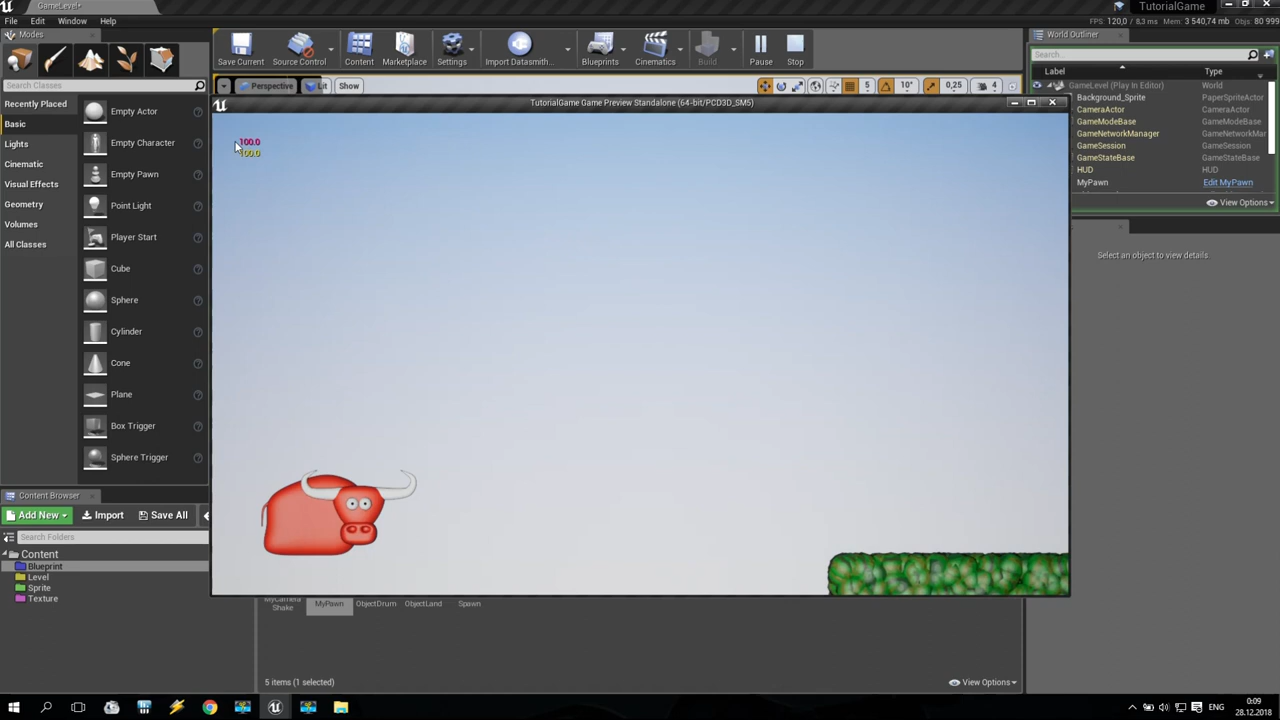 GameLevel•
TutorialGame
File Edit Window Help
FPS: 120,0 / 8,3 ms Mem: 3 540,74 mb Objs: 80 999
Modes
Search Classes
Recently Placed
Basic
Lights
Cinematic
Visual Effects
Geometry
Volumes
All Classes
Empty Actor
Empty Character
Empty Pawn
Point Light
Player Start
Cube
Sphere
Cylinder
Cone
Plane
Box Trigger
Sphere Trigger
Save Current
Source Control
Content
Marketplace
Settings
Import Datasmith...
Blueprints
Cinematics
Build
Pause
Stop
Perspective Lit Show
5 10° 0,25 4
TutorialGame Game Preview Standalone (64-bit/PCD3D_SM5)
100.0
100.0
World Outliner
Search...
Label Type
GameLevel (Play In Editor) World
Background_Sprite PaperSpriteActor
CameraActor CameraActor
GameModeBase GameModeBase
GameNetworkManager GameNetworkMar
GameSession GameSession
GameStateBase GameStateBase
HUD HUD
MyPawn Edit MyPawn
View Options
Select an object to view details.
Content Browser
Add New Import Save All
Search Folders
Content
Blueprint
Level
Sprite
Texture
MyCamera
Shake
MyPawn
ObjectDrum
ObjectLand
Spawn
5 items (1 selected)
View Options
ENG
0:09
28.12.2018